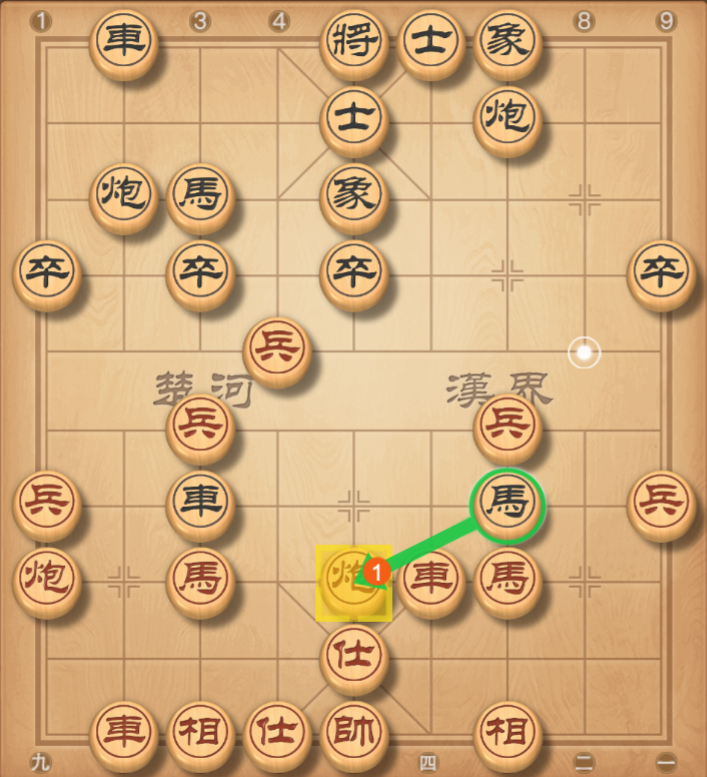 1 3 4 8 9
車 將 士 象
士 炮
炮 馬 象
卒 卒 卒 卒
兵
楚河 漢界
兵 兵
兵 車 馬 兵
炮 馬 炮 1 車 馬
仕
車 相 仕 帥 相
九 四 二 一